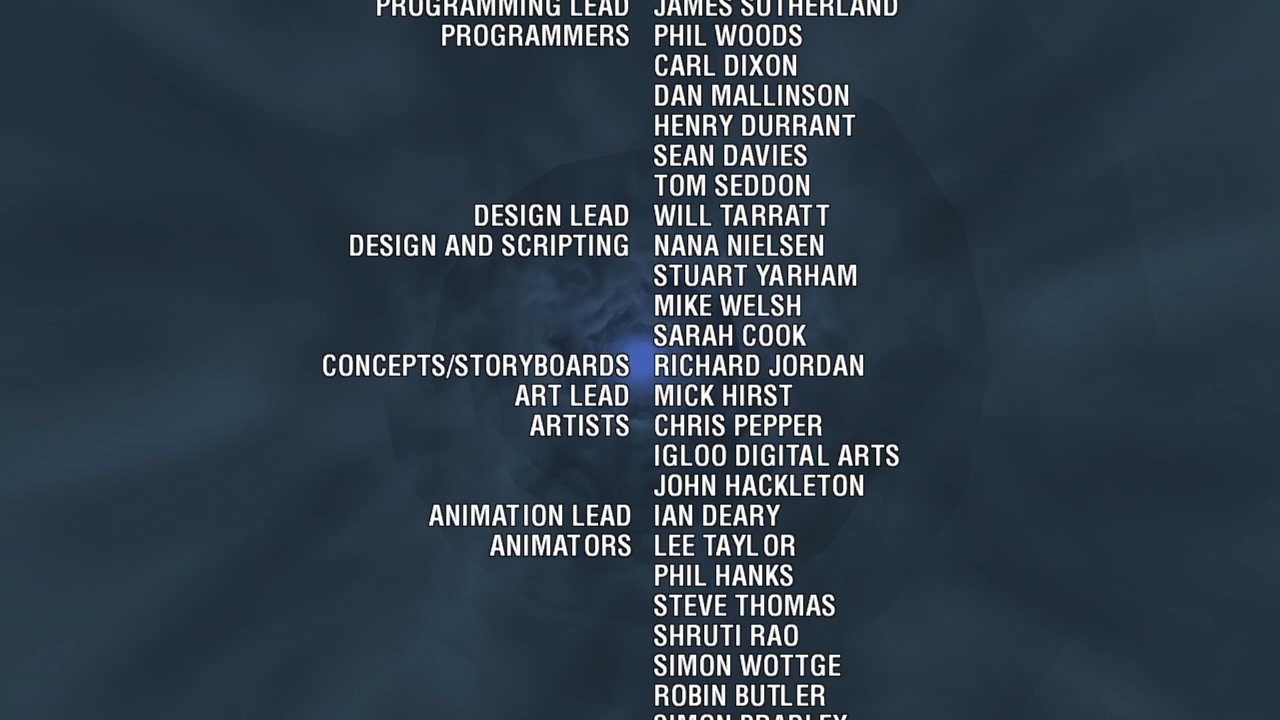 PROGRAMMING LEAD JAMES SUTHERLAND
PROGRAMMERS PHIL WOODS
CARL DIXON
DAN MALLINSON
HENRY DURRANT
SEAN DAVIES
TOM SEDDON
DESIGN LEAD WILL TARRATT
DESIGN AND SCRIPTING NANA NIELSEN
STUART YARHAM
MIKE WELSH
SARAH COOK
CONCEPTS/STORYBOARDS RICHARD JORDAN
ART LEAD MICK HIRST
ARTISTS CHRIS PEPPER
IGLOO DIGITAL ARTS
JOHN HACKLETON
ANIMATION LEAD IAN DEARY
ANIMATORS LEE TAYLOR
PHIL HANKS
STEVE THOMAS
SHRUTI RAO
SIMON WOTTGE
ROBIN BUTLER
SIMON BRADLEY